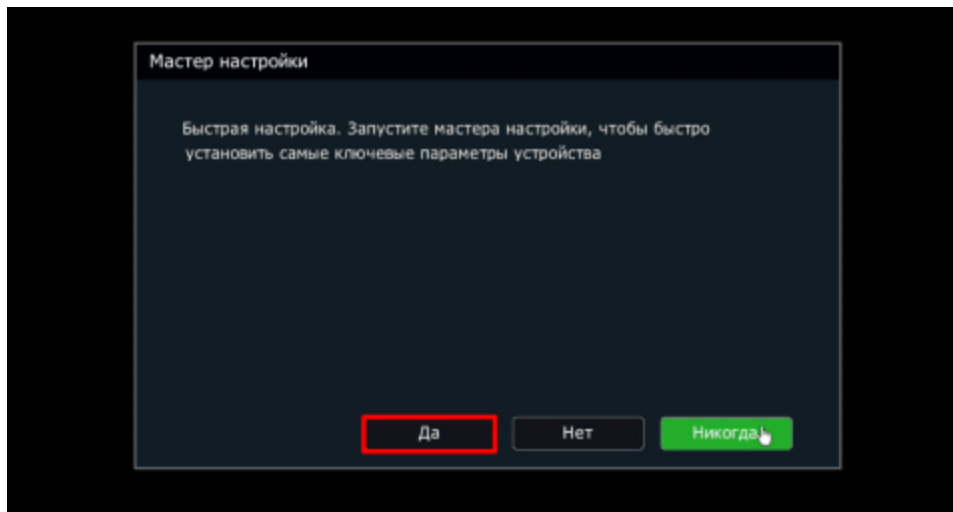 Мастер настройки
Быстрая настройка. Запустите мастера настройки, чтобы быстро
установить самые ключевые параметры устройства
Да
Нет
Никогда